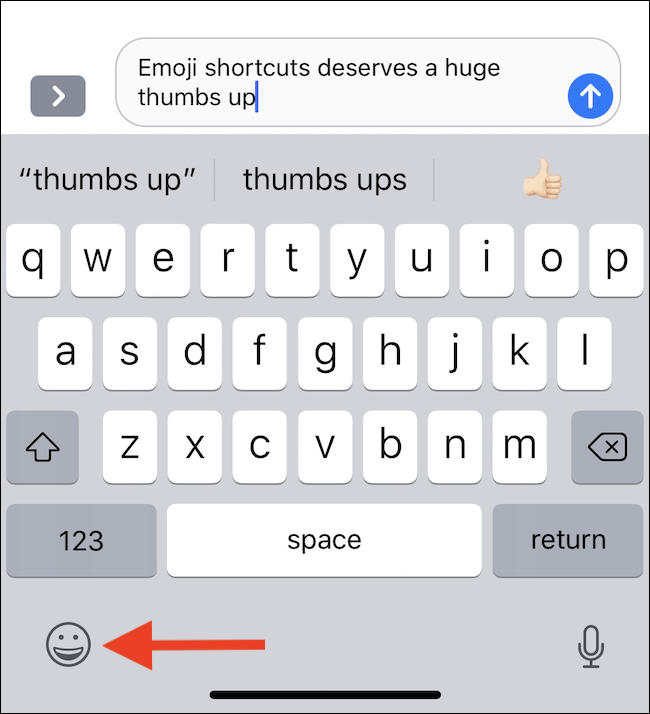 Emoji shortcuts deserves a huge
thumbs up
“thumbs up” thumbs ups 👍🏻
q w e r t y u i o p
a s d f g h j k l
z x c v b n m
123 space return